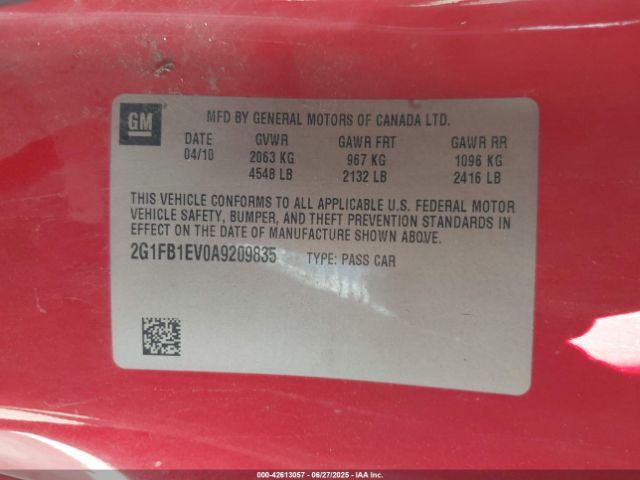 GM
MFD BY GENERAL MOTORS OF CANADA LTD.
DATE GVWR GAWR FRT GAWR RR
04/10 2063 KG 967 KG 1096 KG
4548 LB 2132 LB 2416 LB
THIS VEHICLE CONFORMS TO ALL APPLICABLE U.S. FEDERAL MOTOR
VEHICLE SAFETY, BUMPER, AND THEFT PREVENTION STANDARDS IN
EFFECT ON THE DATE OF MANUFACTURE SHOWN ABOVE.
2G1FB1EV0A9209835 TYPE: PASS CAR
000-42613057 - 06/27/2025 - IAAI.COM